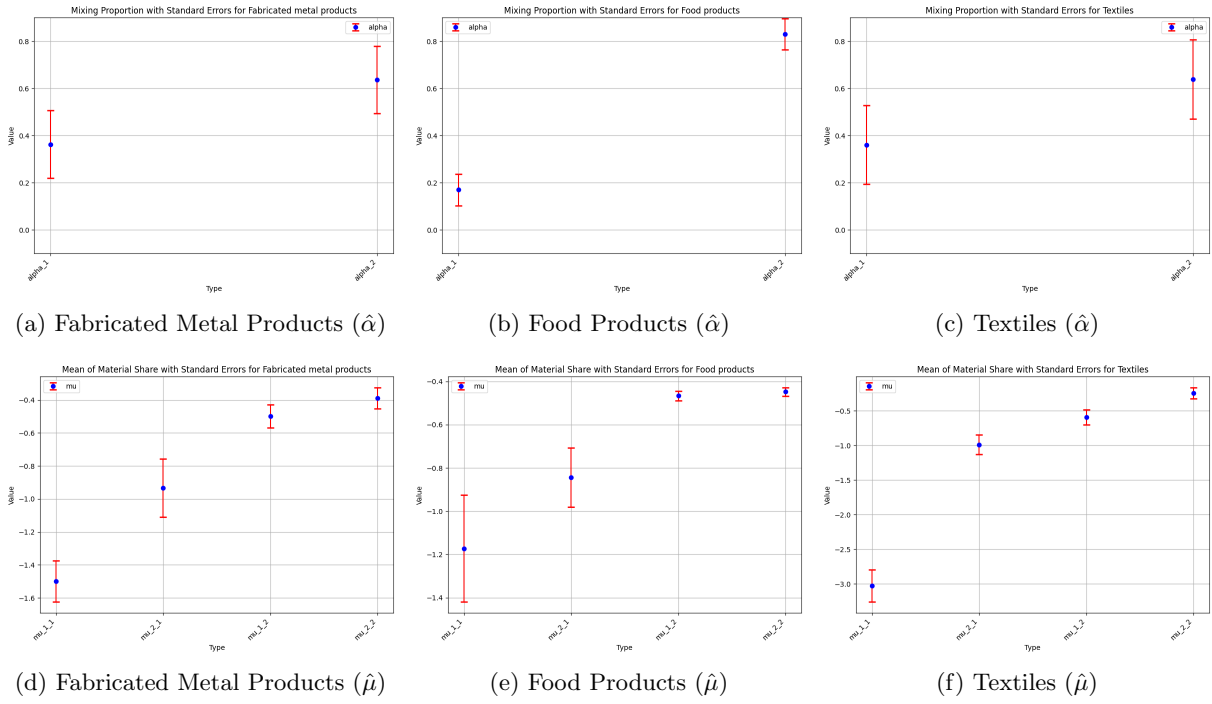 Mixing Proportion with Standard Errors for Fabricated metal products
alpha
0.8
0.6
0.4
0.2
0.0
Value
alpha_1
alpha_2
Type
(a) Fabricated Metal Products (α̂)
Mixing Proportion with Standard Errors for Food products
alpha
0.8
0.6
0.4
0.2
0.0
Value
alpha_1
alpha_2
Type
(b) Food Products (α̂)
Mixing Proportion with Standard Errors for Textiles
alpha
0.8
0.6
0.4
0.2
0.0
Value
alpha_1
alpha_2
Type
(c) Textiles (α̂)
Mean of Material Share with Standard Errors for Fabricated metal products
mu
−0.4
−0.6
−0.8
−1.0
−1.2
−1.4
−1.6
Value
mu_1_1
mu_2_1
mu_1_2
mu_2_2
Type
(d) Fabricated Metal Products (μ̂)
Mean of Material Share with Standard Errors for Food products
mu
−0.4
−0.6
−0.8
−1.0
−1.2
−1.4
Value
mu_1_1
mu_2_1
mu_1_2
mu_2_2
Type
(e) Food Products (μ̂)
Mean of Material Share with Standard Errors for Textiles
mu
−0.5
−1.0
−1.5
−2.0
−2.5
−3.0
Value
mu_1_1
mu_2_1
mu_1_2
mu_2_2
Type
(f) Textiles (μ̂)